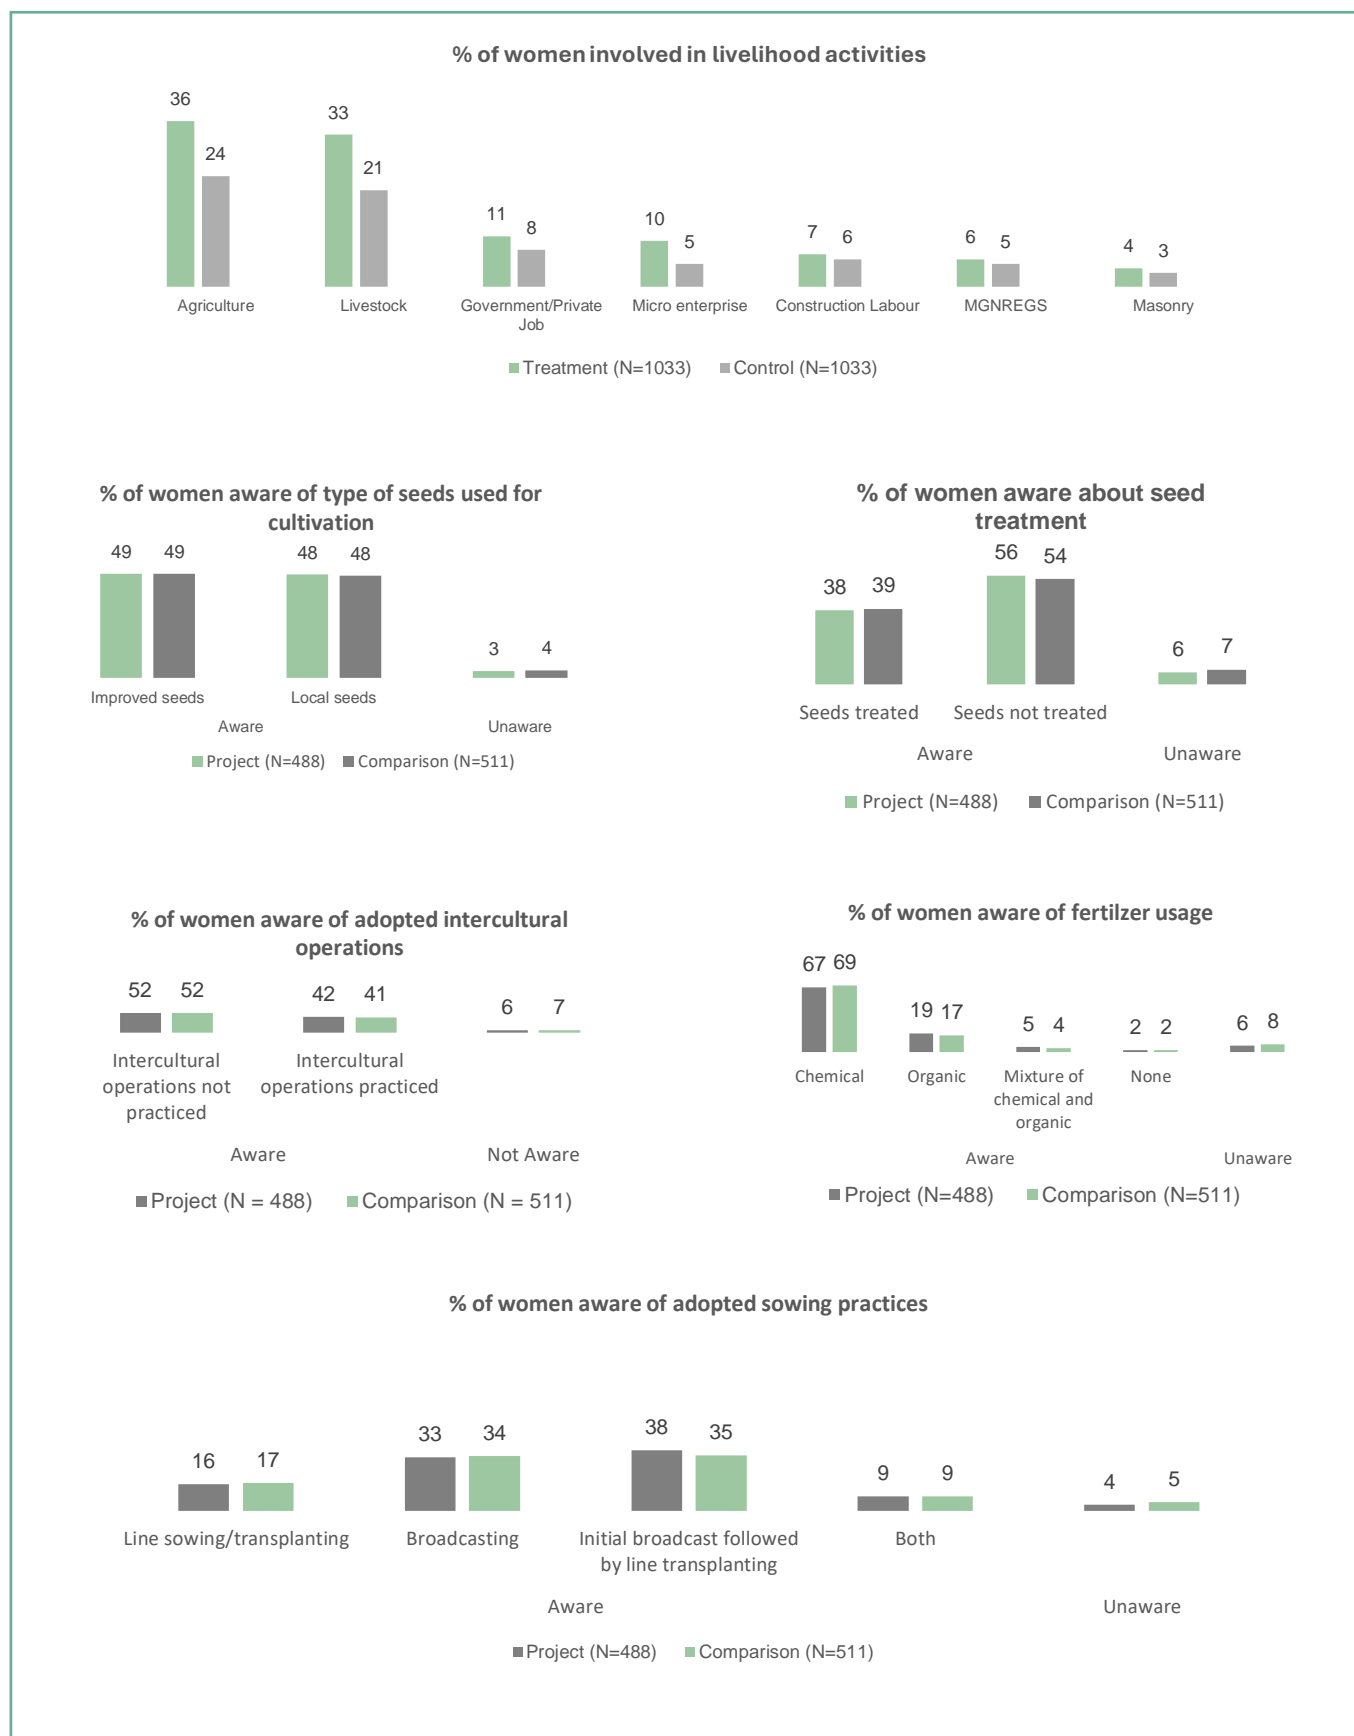 % of women involved in livelihood activities
36
24
33
21
11
8
10
5
7
6
6
5
4
3
Agriculture
Livestock
Government/Private
Job
Micro enterprise
Construction Labour
MGNREGS
Masonry
Treatment (N=1033)
Control (N=1033)
% of women aware of type of seeds used for
cultivation
49
49
48
48
3
4
Improved seeds
Local seeds
Aware
Unaware
Project (N=488)
Comparison (N=511)
% of women aware about seed
treatment
38
39
56
54
6
7
Seeds treated
Seeds not treated
Aware
Unaware
Project (N=488)
Comparison (N=511)
% of women aware of adopted intercultural
operations
52
52
42
41
6
7
Intercultural
operations not
practiced
Intercultural
operations practiced
Aware
Not Aware
Project (N = 488)
Comparison (N = 511)
% of women aware of fertilzer usage
67
69
19
17
5
4
2
2
6
8
Chemical
Organic
Mixture of
chemical and
organic
None
Aware
Unaware
Project (N=488)
Comparison (N=511)
% of women aware of adopted sowing practices
16
17
33
34
38
35
9
9
4
5
Line sowing/transplanting
Broadcasting
Initial broadcast followed
by line transplanting
Both
Aware
Unaware
Project (N=488)
Comparison (N=511)